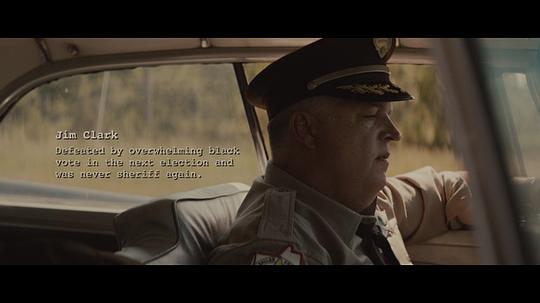 Jim Clark
Defeated by overwhelming black
vote in the next election and
was never sheriff again.